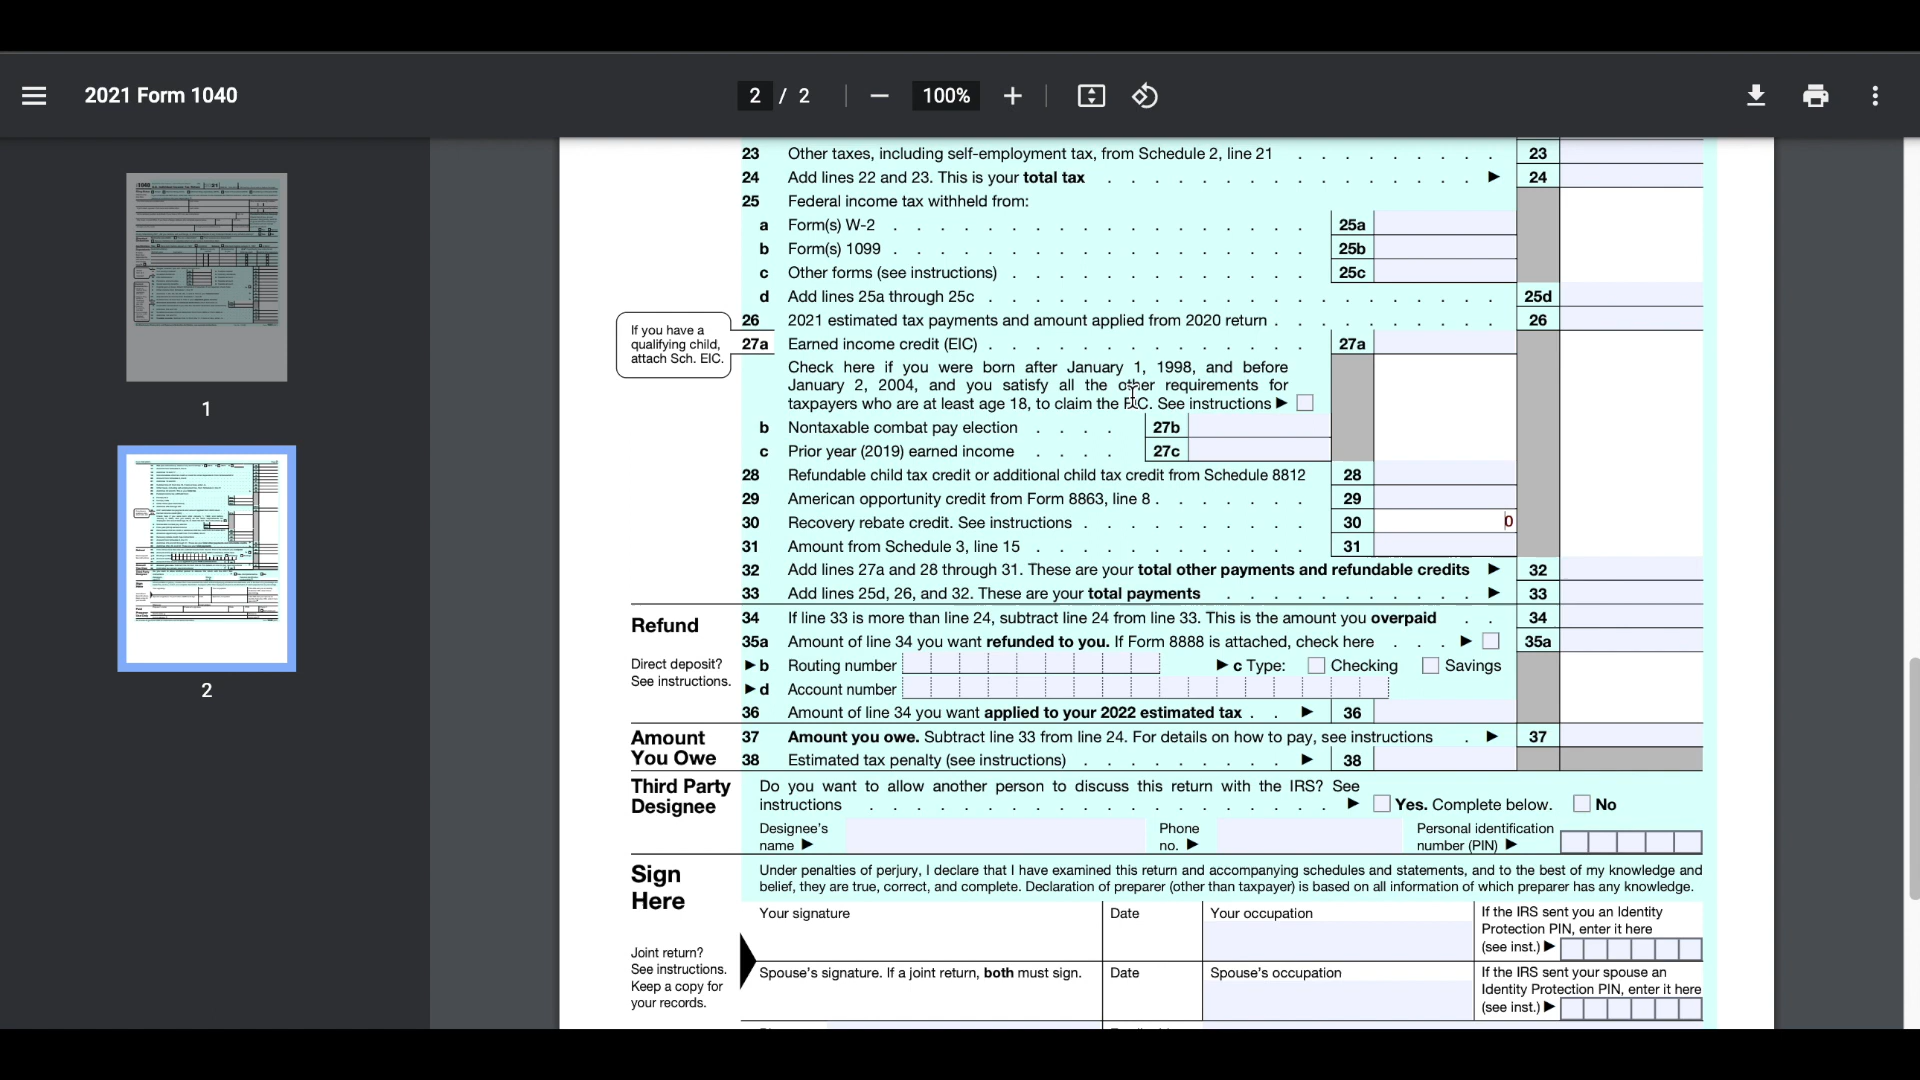 2021 Form 1040
2 / 2
100%
1
2
23 Other taxes, including self-employment tax, from Schedule 2, line 21 . . . . . . . . . 23
24 Add lines 22 and 23. This is your total tax . . . . . . . . . . . . . . . ▶ 24
25 Federal income tax withheld from:
a Form(s) W-2 . . . . . . . . . . . . . . . . . . 25a
b Form(s) 1099 . . . . . . . . . . . . . . . . . . 25b
c Other forms (see instructions) . . . . . . . . . . . . . 25c
d Add lines 25a through 25c . . . . . . . . . . . . . . . . . . . . . . 25d
If you have a
qualifying child,
attach Sch. EIC.
26 2021 estimated tax payments and amount applied from 2020 return . . . . . . . . . . 26
27a Earned income credit (EIC) . . . . . . . . . . . . . . 27a
Check here if you were born after January 1, 1998, and before
January 2, 2004, and you satisfy all the other requirements for
taxpayers who are at least age 18, to claim the EIC. See instructions ▶
b Nontaxable combat pay election . . . . 27b
c Prior year (2019) earned income . . . . 27c
28 Refundable child tax credit or additional child tax credit from Schedule 8812 28
29 American opportunity credit from Form 8863, line 8 . . . . . . . 29
30 Recovery rebate credit. See instructions . . . . . . . . . . 30 0
31 Amount from Schedule 3, line 15 . . . . . . . . . . . . 31
32 Add lines 27a and 28 through 31. These are your total other payments and refundable credits ▶ 32
33 Add lines 25d, 26, and 32. These are your total payments . . . . . . . . . . . ▶ 33
Refund
34 If line 33 is more than line 24, subtract line 24 from line 33. This is the amount you overpaid . . 34
35a Amount of line 34 you want refunded to you. If Form 8888 is attached, check here . . . ▶ 35a
Direct deposit?
See instructions.
▶ b Routing number ▶ c Type: Checking Savings
▶ d Account number
36 Amount of line 34 you want applied to your 2022 estimated tax . . ▶ 36
Amount
You Owe
37 Amount you owe. Subtract line 33 from line 24. For details on how to pay, see instructions . ▶ 37
38 Estimated tax penalty (see instructions) . . . . . . . . . ▶ 38
Third Party
Designee
Do you want to allow another person to discuss this return with the IRS? See
instructions . . . . . . . . . . . . . . . . . . . . ▶ Yes. Complete below. No
Designee's
name ▶
Phone
no. ▶
Personal identification
number (PIN) ▶
Sign
Here
Under penalties of perjury, I declare that I have examined this return and accompanying schedules and statements, and to the best of my knowledge and
belief, they are true, correct, and complete. Declaration of preparer (other than taxpayer) is based on all information of which preparer has any knowledge.
Joint return?
See instructions.
Keep a copy for
your records.
Your signature
Date
Your occupation
If the IRS sent you an Identity
Protection PIN, enter it here
(see inst.) ▶
Spouse's signature. If a joint return, both must sign.
Date
Spouse's occupation
If the IRS sent your spouse an
Identity Protection PIN, enter it here
(see inst.) ▶